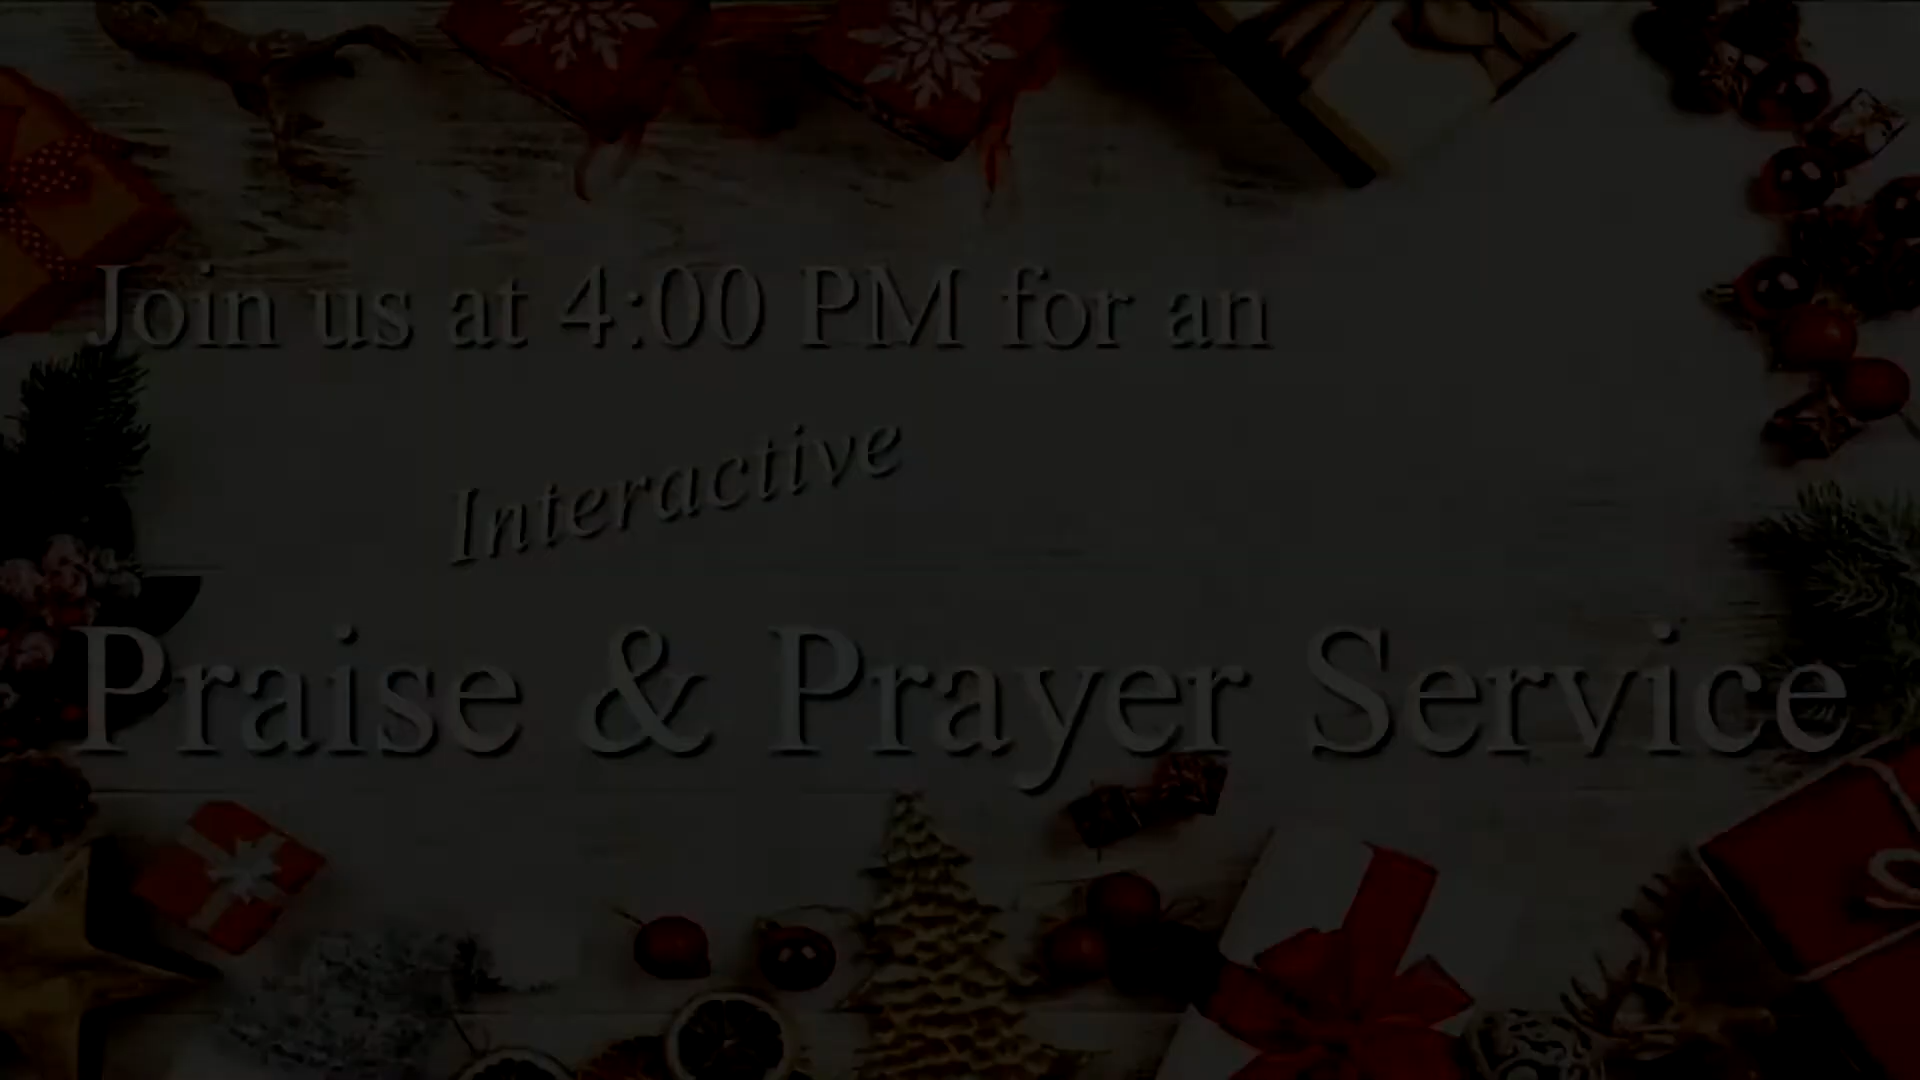 Join us at 4:00 PM for an
Interactive
Praise & Prayer Service